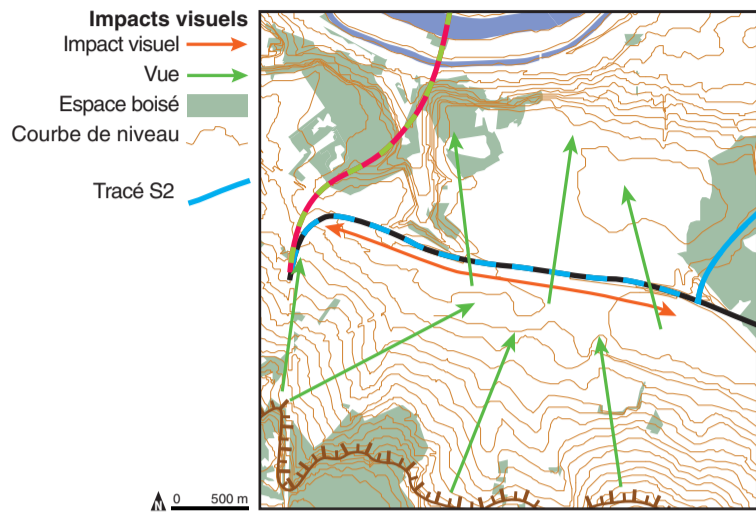 Impacts visuels
Impact visuel
Vue
Espace boisé
Courbe de niveau
Tracé S2
N 0 500 m